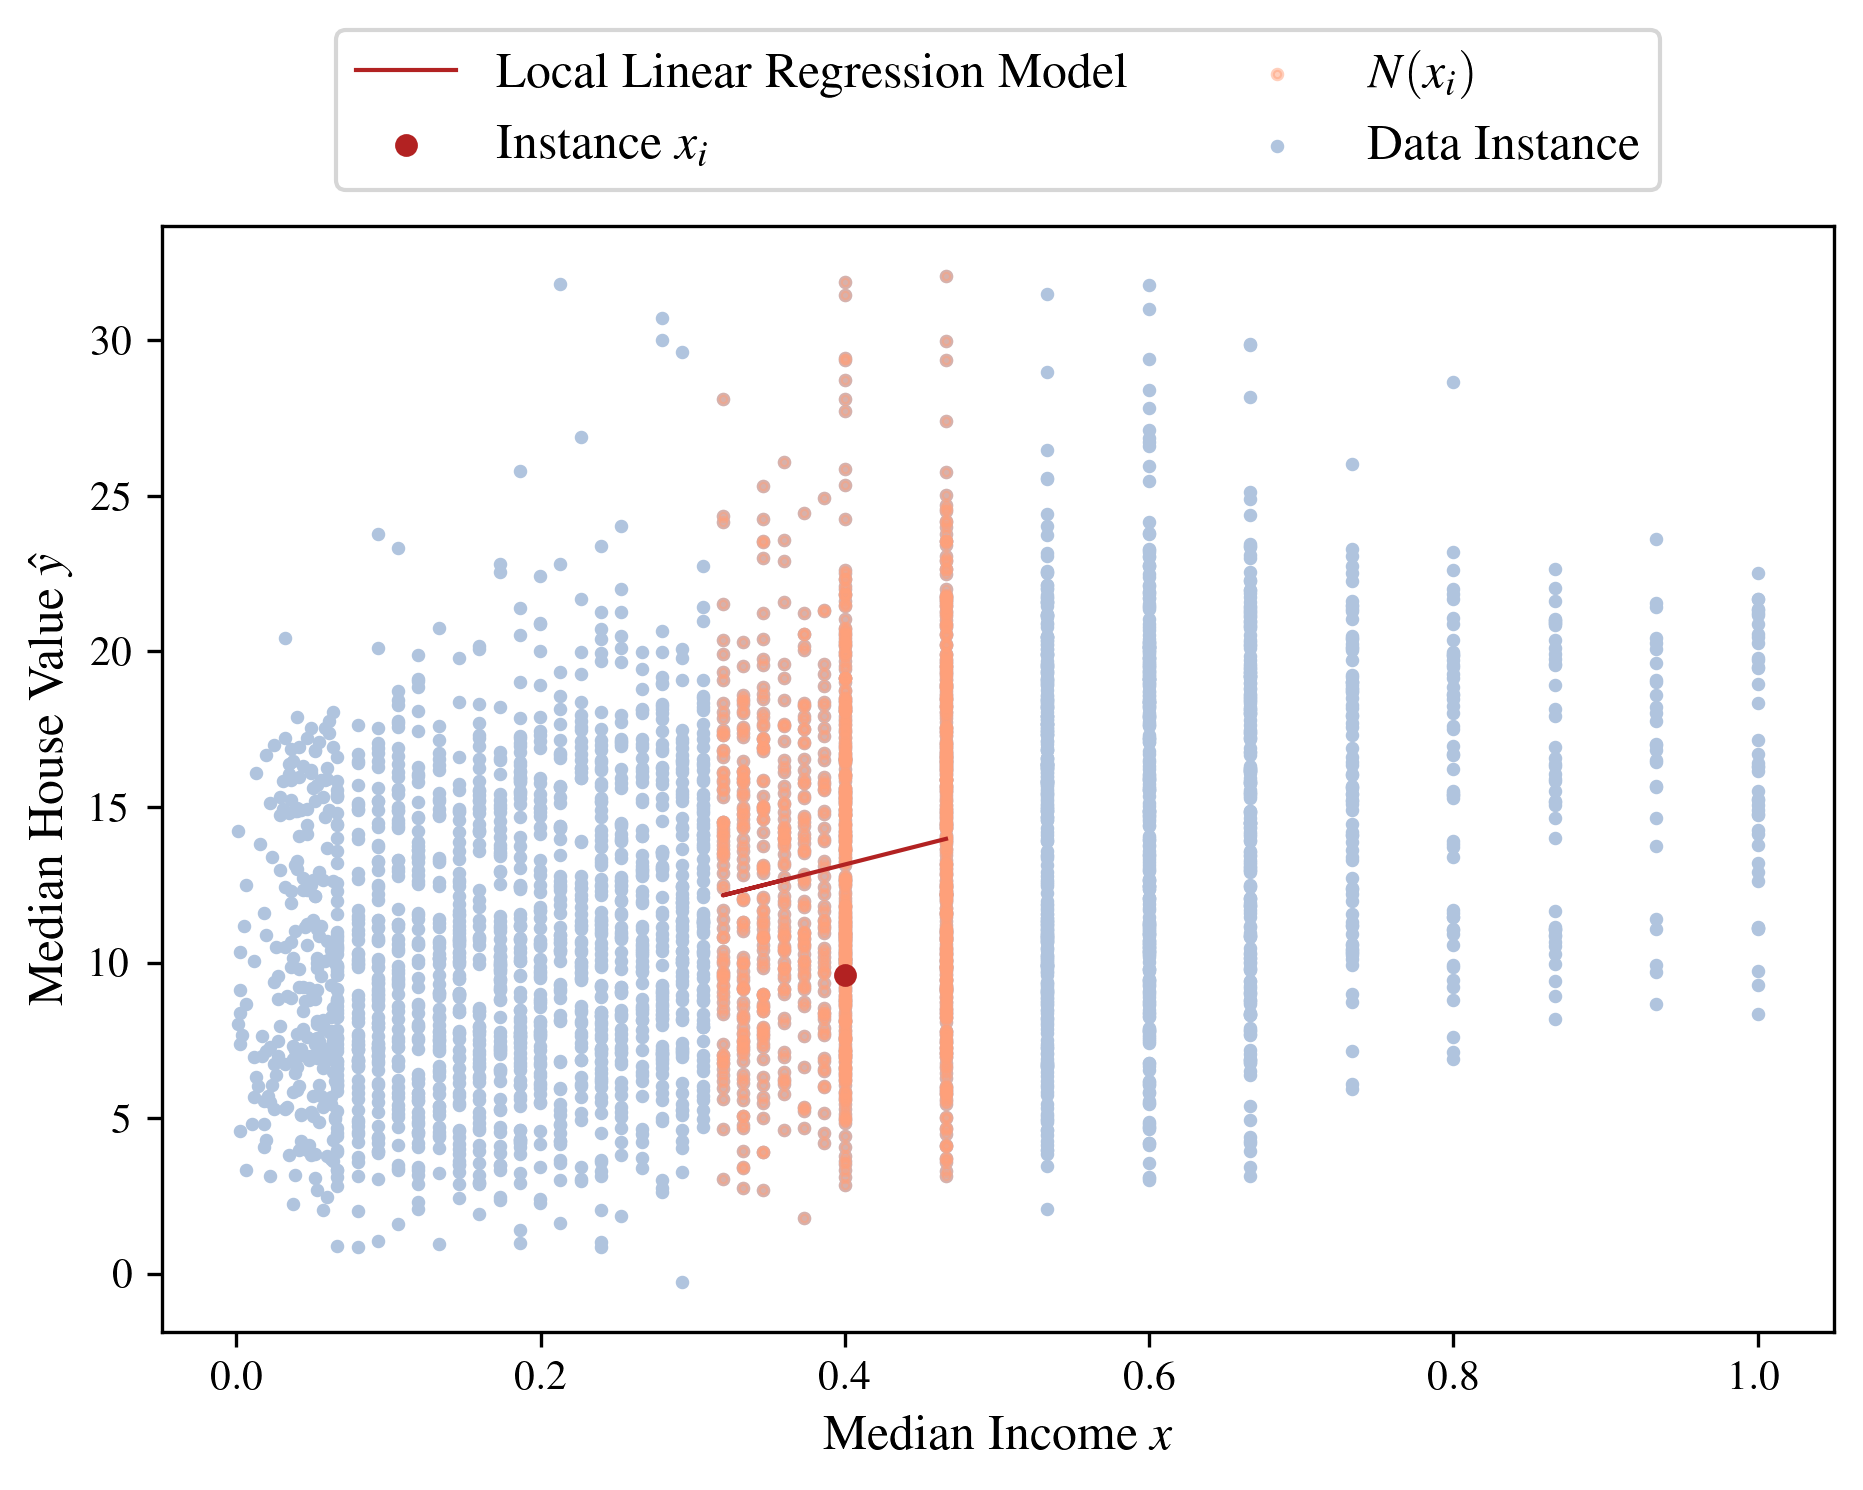 Local Linear Regression Model
Instance xᵢ
N(xᵢ)
Data Instance
Median House Value ŷ
30
25
20
15
10
5
0
0.0 0.2 0.4 0.6 0.8 1.0
Median Income x